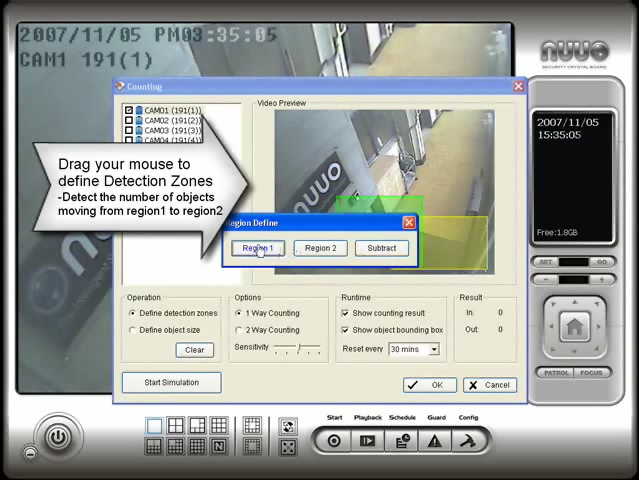 2007/11/05 PM03:35:05
CAM1 191(1)
nuuo
SECURITY CRYSTAL BOARD
Counting
CAM01 (191(1))
CAM02 (191(2))
CAM03 (191(3))
CAM04 (191(4))
Video Preview
nuuo
2007/11/05
15:35:05
Free:1.8GB
Drag your mouse to
define Detection Zones
-Detect the number of objects
moving from region1 to region2
Region Define
Region 1
Region 2
Subtract
SET
GO
PATROL
FOCUS
Operation
Define detection zones
Define object size
Clear
Options
1 Way Counting
2 Way Counting
Sensitivity
Runtime
Show counting result
Show object bounding box
Reset every
30 mins
Result
In: 0
Out: 0
Start Simulation
OK
Cancel
Start
Playback
Schedule
Guard
Config